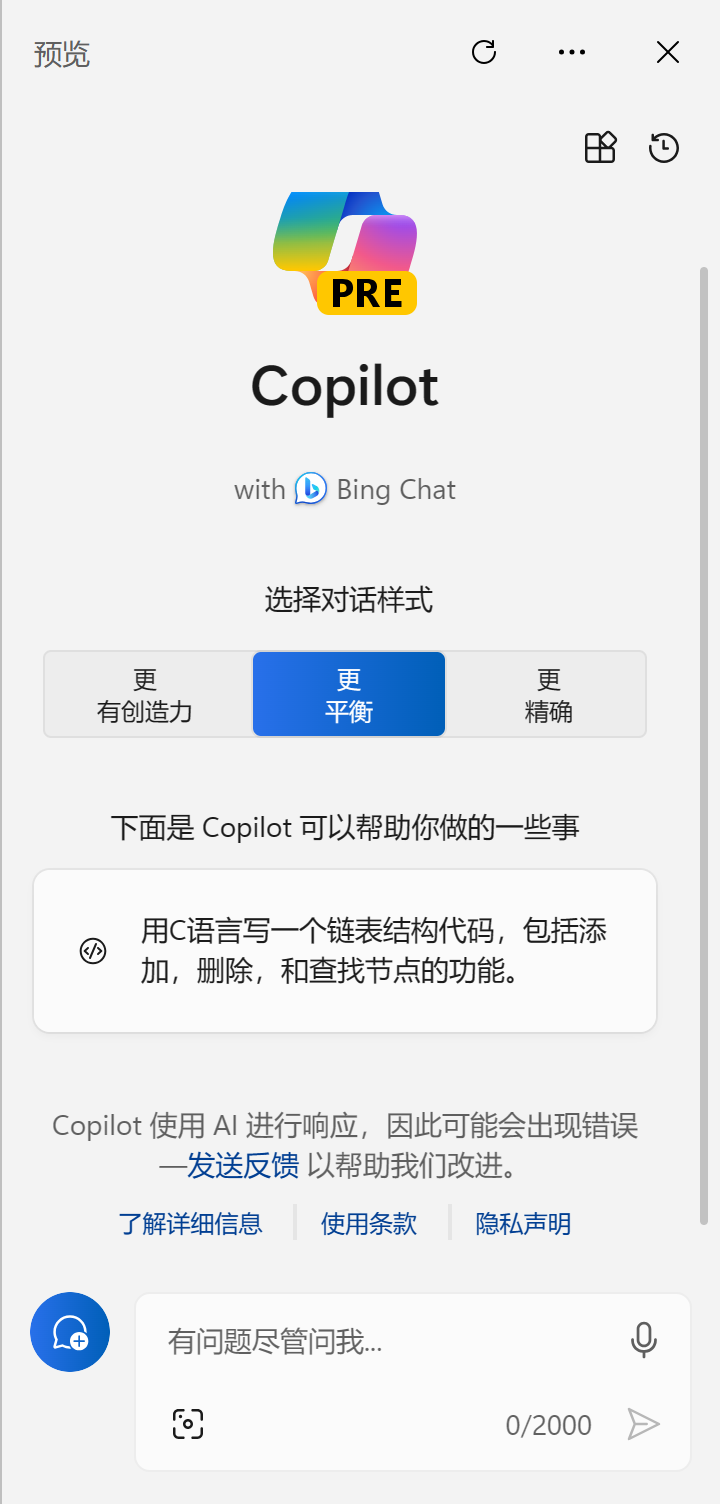 预览
PRE
Copilot
with Bing Chat
选择对话样式
更
有创造力
更
平衡
更
精确
下面是 Copilot 可以帮助你做的一些事
用C语言写一个链表结构代码，包括添
加，删除，和查找节点的功能。
Copilot 使用 AI 进行响应，因此可能会出现错误
—发送反馈 以帮助我们改进。
了解详细信息 使用条款 隐私声明
有问题尽管问我...
0/2000